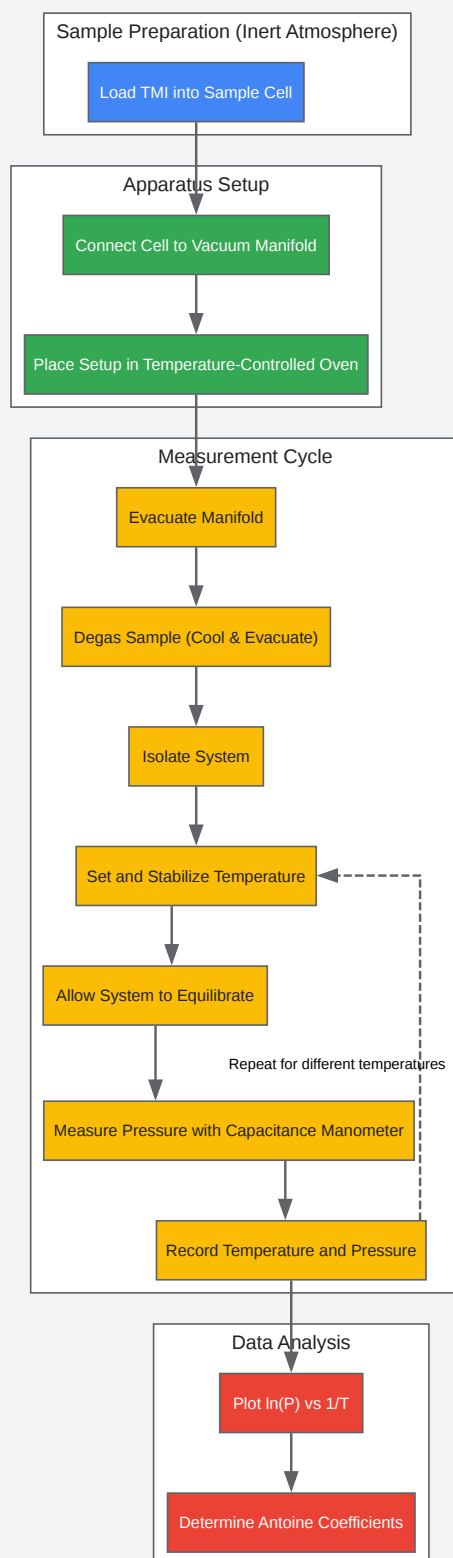 Sample Preparation (Inert Atmosphere)
Load TMI into Sample Cell
Apparatus Setup
Connect Cell to Vacuum Manifold
Place Setup in Temperature-Controlled Oven
Measurement Cycle
Evacuate Manifold
Degas Sample (Cool & Evacuate)
Isolate System
Set and Stabilize Temperature
Allow System to Equilibrate
Repeat for different temperatures
Measure Pressure with Capacitance Manometer
Record Temperature and Pressure
Data Analysis
Plot ln(P) vs 1/T
Determine Antoine Coefficients